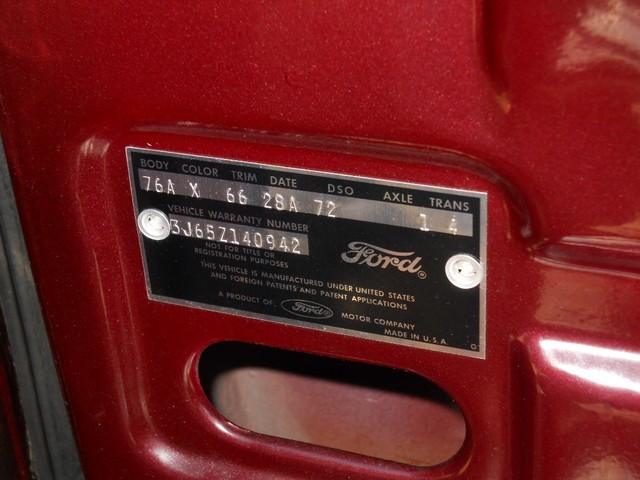 BODY COLOR TRIM DATE DSO AXLE TRANS
76A X 66 28A 72 1 4
VEHICLE WARRANTY NUMBER
3J65Z140942
NOT FOR TITLE OR
REGISTRATION PURPOSES
Ford®
THIS VEHICLE IS MANUFACTURED UNDER UNITED STATES
AND FOREIGN PATENTS AND PATENT APPLICATIONS
A PRODUCT OF Ford MOTOR COMPANY
MADE IN U.S.A.